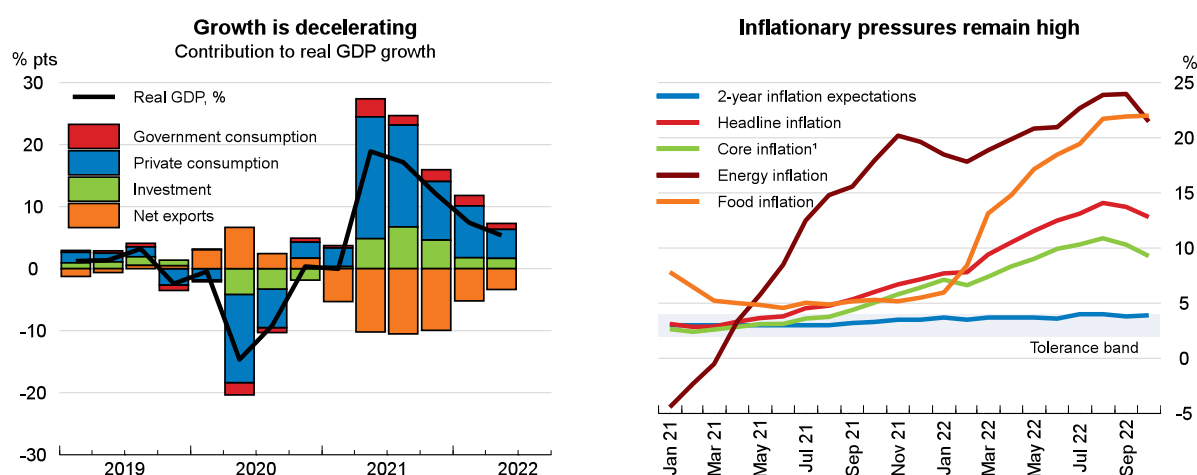 Growth is decelerating
Contribution to real GDP growth
% pts
30
20
10
0
-10
-20
-30
Real GDP, %
Government consumption
Private consumption
Investment
Net exports
2019
2020
2021
2022
Inflationary pressures remain high
%
25
20
15
10
5
0
-5
2-year inflation expectations
Headline inflation
Core inflation¹
Energy inflation
Food inflation
Tolerance band
Jan 21
Mar 21
May 21
Jul 21
Sep 21
Nov 21
Jan 22
Mar 22
May 22
Jul 22
Sep 22